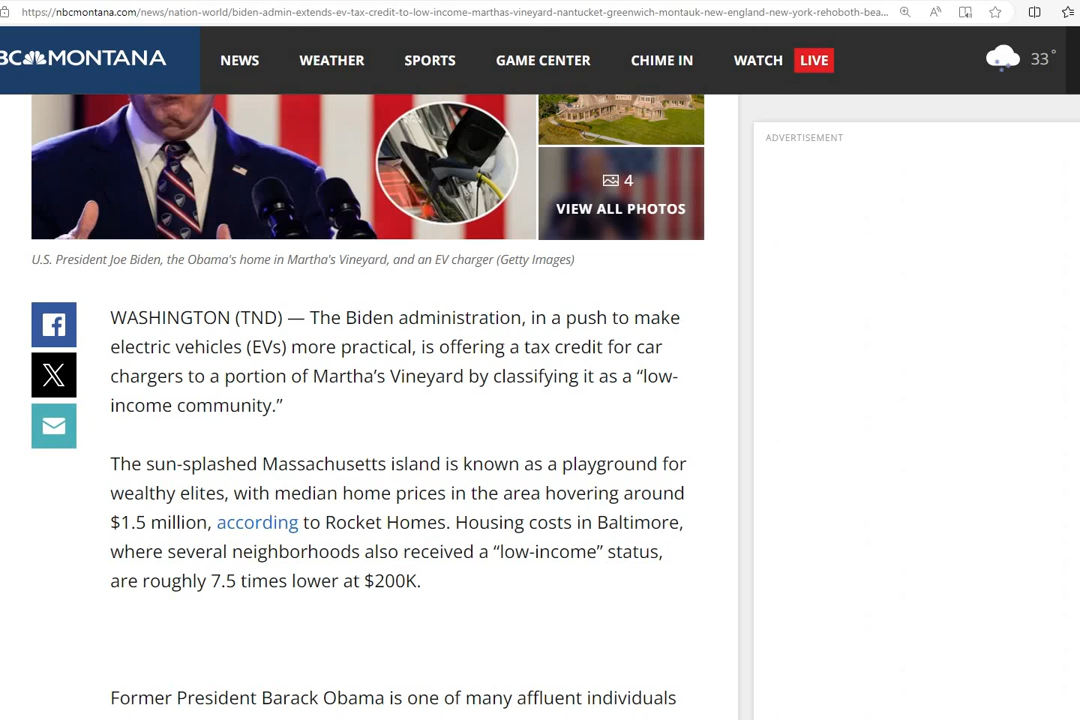 https://nbcmontana.com/news/nation-world/biden-admin-extends-ev-tax-credit-to-low-income-marthas-vineyard-nantucket-greenwich-montauk-new-england-new-york-rehoboth-bea...
BC MONTANA
NEWS
WEATHER
SPORTS
GAME CENTER
CHIME IN
WATCH LIVE
33°
ADVERTISEMENT
4
VIEW ALL PHOTOS
U.S. President Joe Biden, the Obama's home in Martha's Vineyard, and an EV charger (Getty Images)
WASHINGTON (TND) — The Biden administration, in a push to make
electric vehicles (EVs) more practical, is offering a tax credit for car
chargers to a portion of Martha’s Vineyard by classifying it as a “low-
income community.”
The sun-splashed Massachusetts island is known as a playground for
wealthy elites, with median home prices in the area hovering around
$1.5 million, according to Rocket Homes. Housing costs in Baltimore,
where several neighborhoods also received a “low-income” status,
are roughly 7.5 times lower at $200K.
Former President Barack Obama is one of many affluent individuals